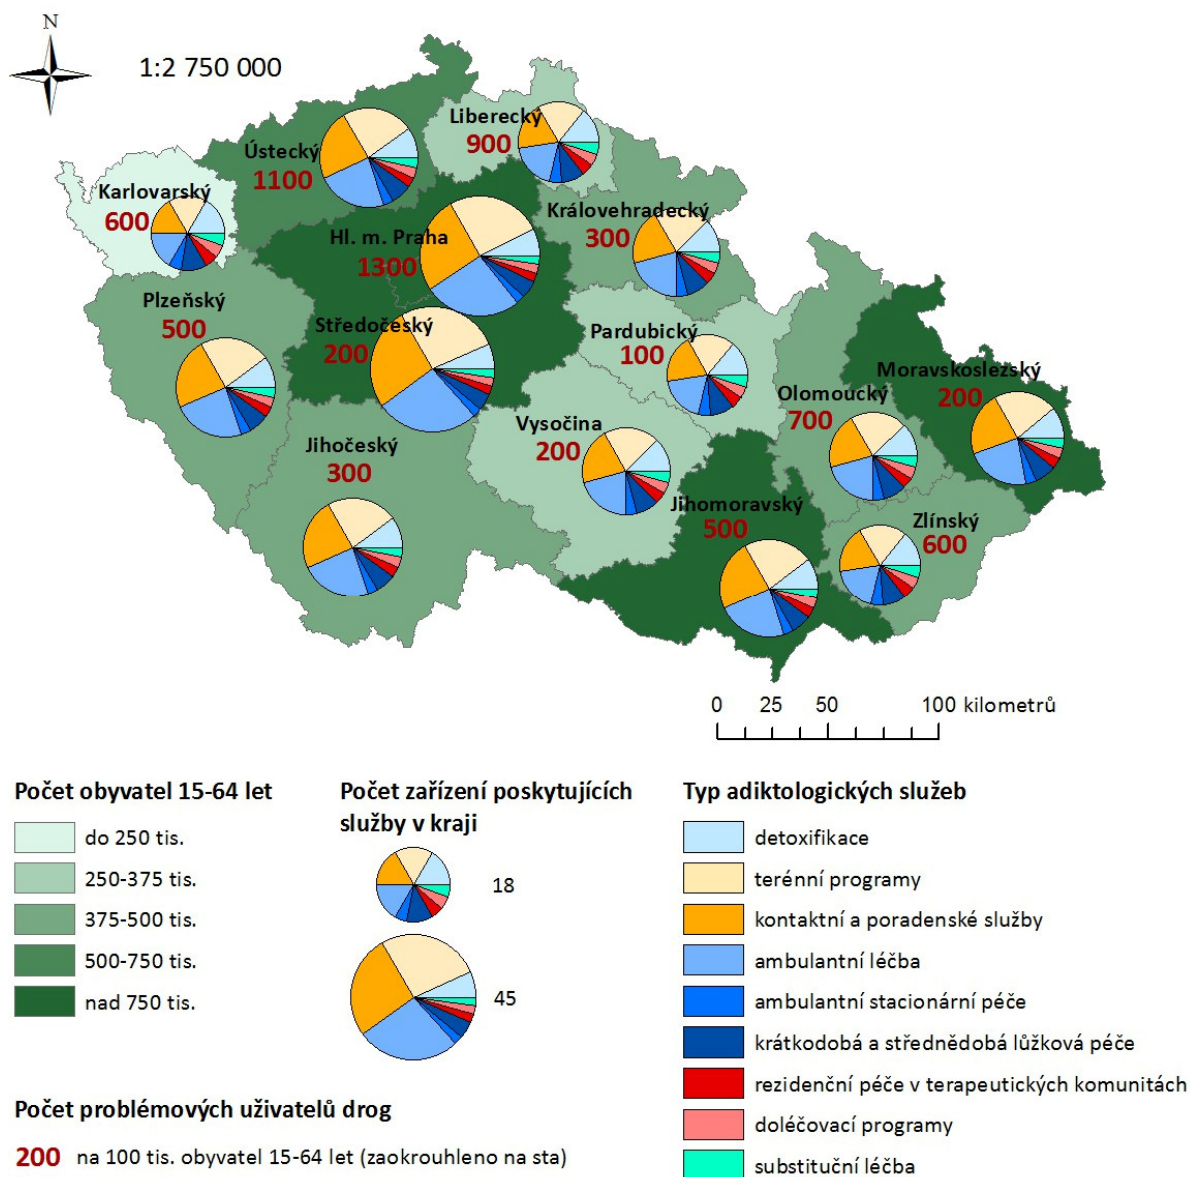 N
1:2 750 000
Liberecký
900
Ústecký
1100
Karlovarský
600
Královehradecký
300
Hl. m. Praha
1300
Plzeňský
500
Středočeský
200
Pardubický
100
Moravskoslezský
200
Olomoucký
700
Vysočina
200
Jihočeský
300
Jihomoravský
500
Zlínský
600
0 25 50 100 kilometrů
Počet obyvatel 15-64 let
do 250 tis.
250-375 tis.
375-500 tis.
500-750 tis.
nad 750 tis.
Počet zařízení poskytujících
služby v kraji
18
45
Typ adiktologických služeb
detoxifikace
terénní programy
kontaktní a poradenské služby
ambulantní léčba
ambulantní stacionární péče
krátkodobá a střednědobá lůžková péče
rezidenční péče v terapeutických komunitách
doléčovací programy
substituční léčba
Počet problémových uživatelů drog
200 na 100 tis. obyvatel 15-64 let (zaokrouhleno na sta)